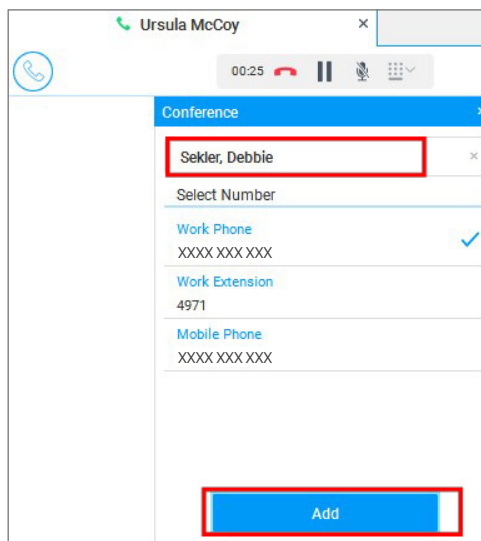 Ursula McCoy
00:25
Conference
Sekler, Debbie
Select Number
Work Phone
XXXX XXX XXX
Work Extension
4971
Mobile Phone
XXXX XXX XXX
Add